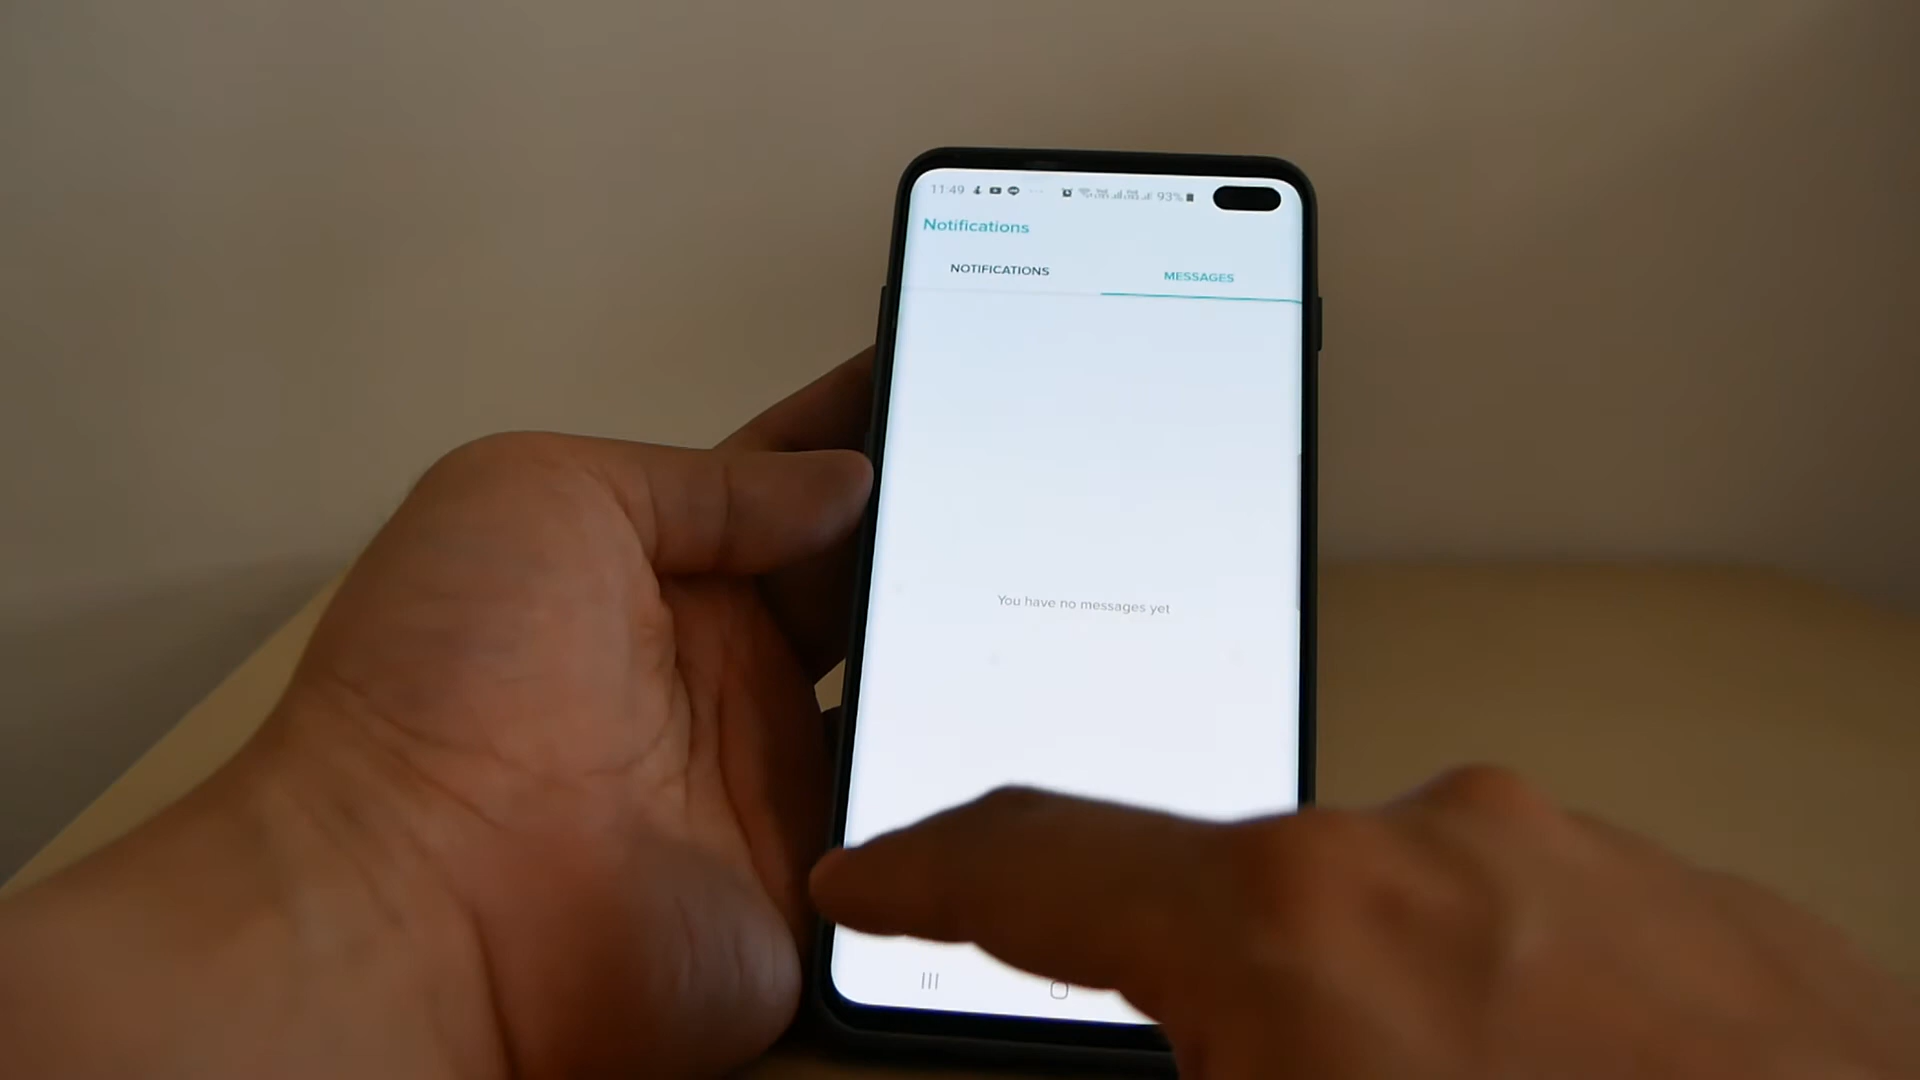 11:49 93%
Notifications
NOTIFICATIONS MESSAGES
You have no messages yet